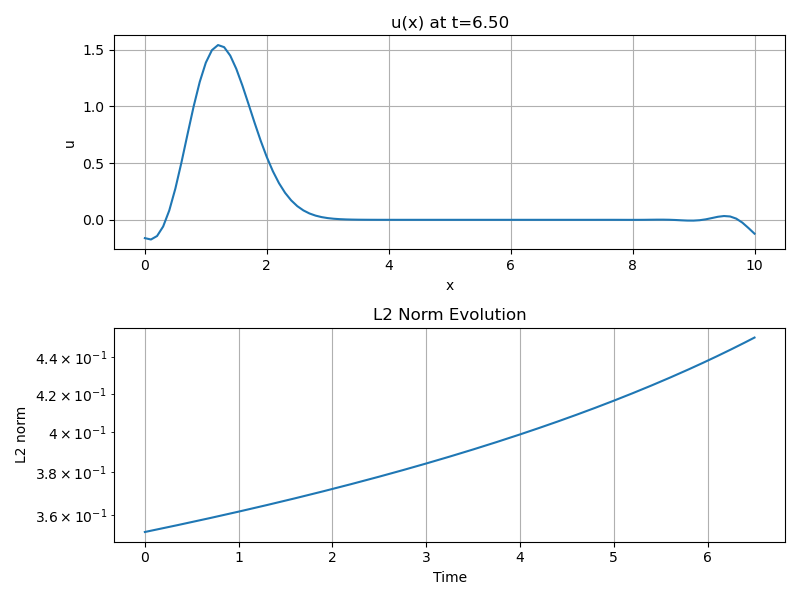 u(x) at t=6.50
1.5
1.0
0.5
0.0
u
0 2 4 6 8 10
x
L2 Norm Evolution
4.4 × 10⁻¹
4.2 × 10⁻¹
4 × 10⁻¹
3.8 × 10⁻¹
3.6 × 10⁻¹
L2 norm
0 1 2 3 4 5 6
Time